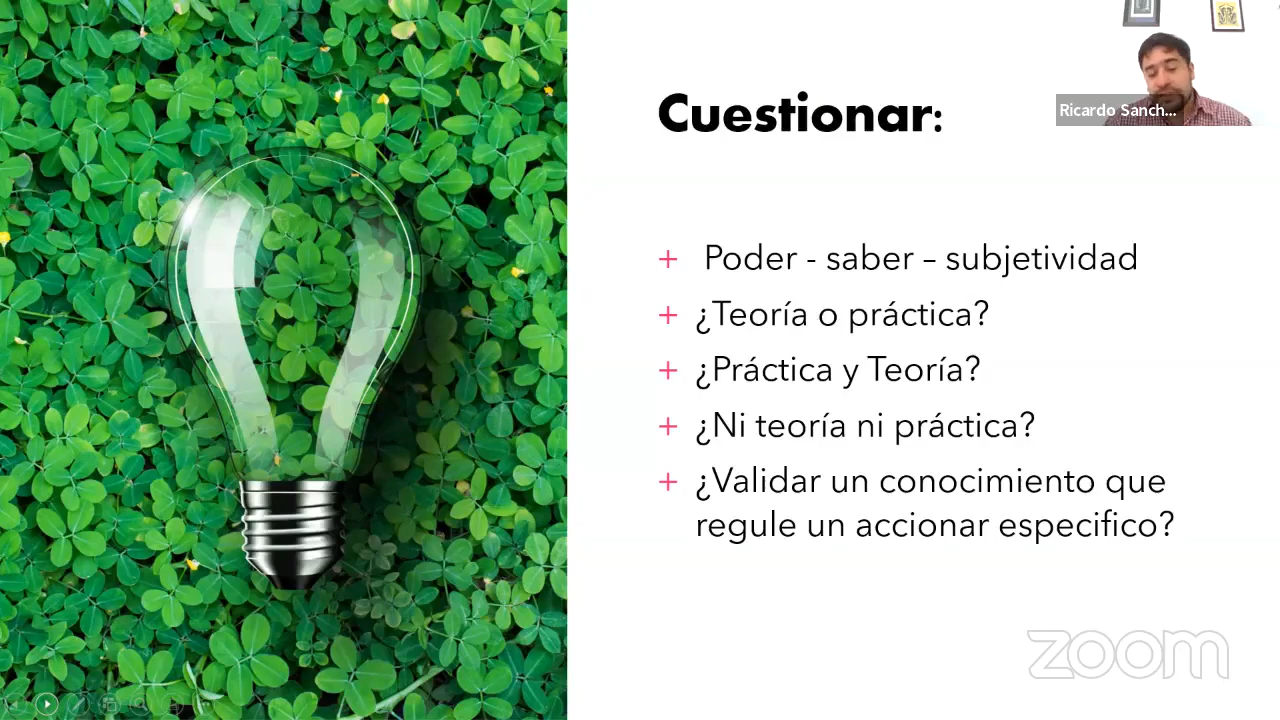 Cuestionar:
Ricardo Sanch...
+ Poder - saber – subjetividad
+ ¿Teoría o práctica?
+ ¿Práctica y Teoría?
+ ¿Ni teoría ni práctica?
+ ¿Validar un conocimiento que
regule un accionar especifico?
zoom